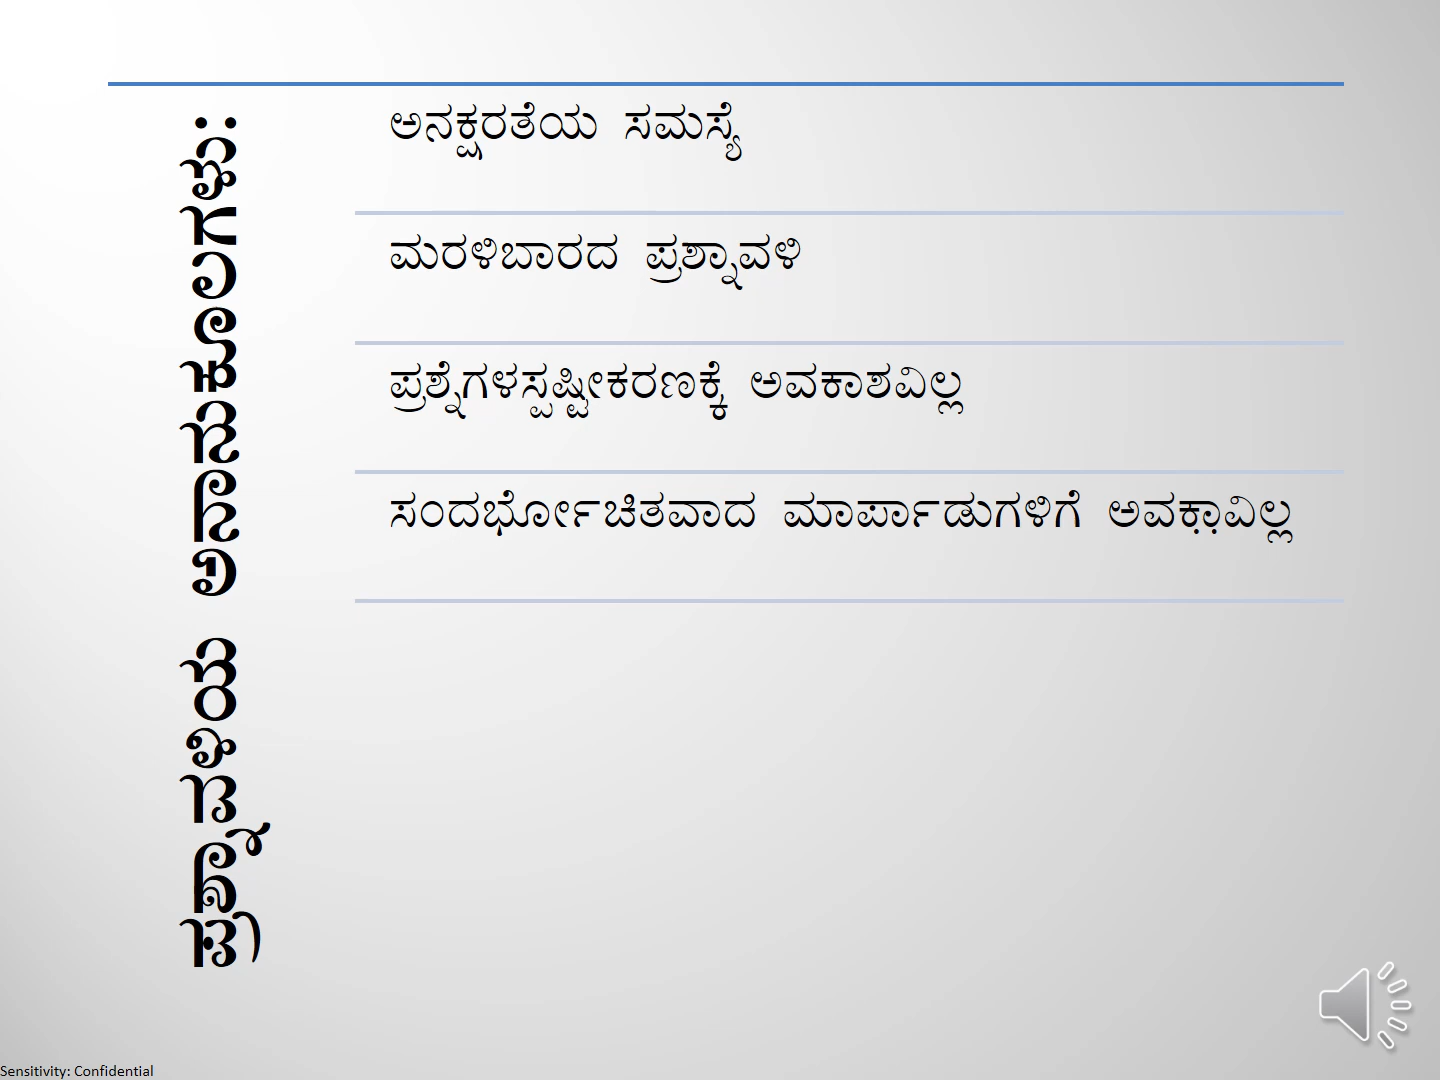 ಪ್ರಶ್ನಾವಳಿಯ ಅನಾನುಕೂಲಗಳು:
ಅನಕ್ಷರತೆಯ ಸಮಸ್ಯೆ
ಮರಳಿಬಾರದ ಪ್ರಶ್ನಾವಳಿ
ಪ್ರಶ್ನೆಗಳಸ್ಪಷ್ಟೀಕರಣಕ್ಕೆ ಅವಕಾಶವಿಲ್ಲ
ಸಂದರ್ಭೋಚಿತವಾದ ಮಾರ್ಪಾಡುಗಳಿಗೆ ಅವಕಾ಼಼ವಿಲ್ಲ
Sensitivity: Confidential